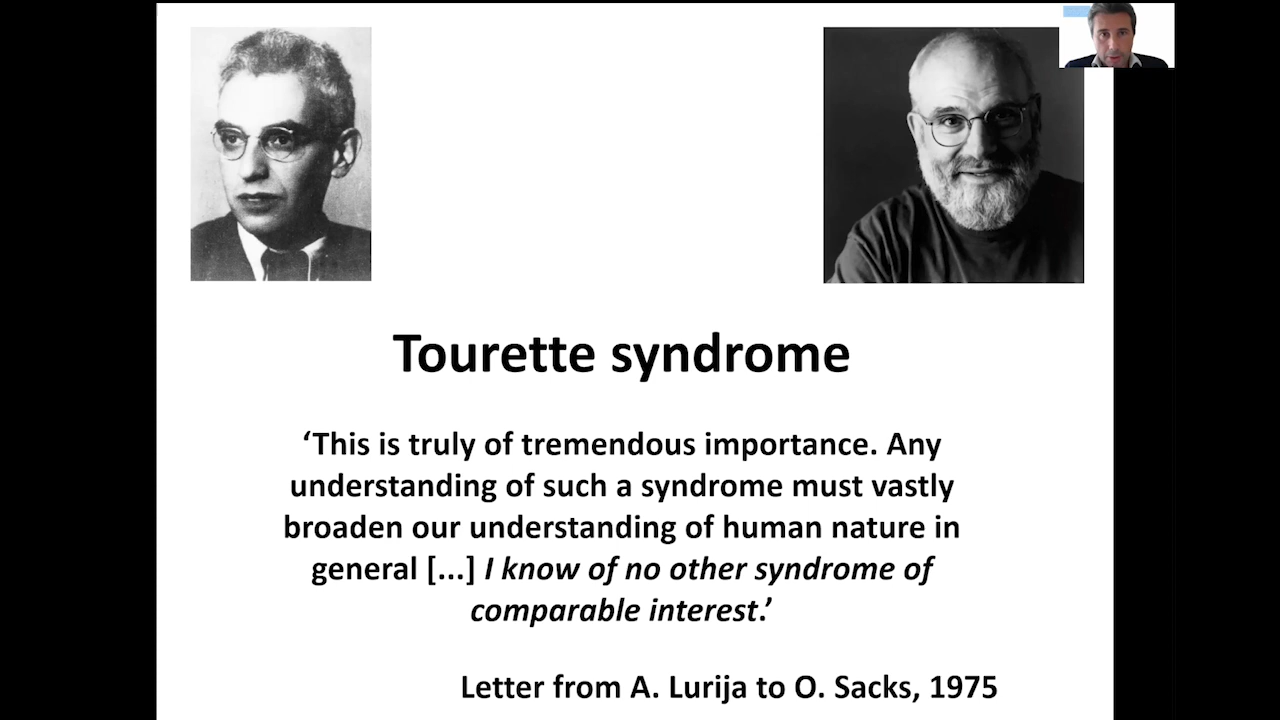 Tourette syndrome
‘This is truly of tremendous importance. Any
understanding of such a syndrome must vastly
broaden our understanding of human nature in
general [...] I know of no other syndrome of
comparable interest.’
Letter from A. Lurija to O. Sacks, 1975